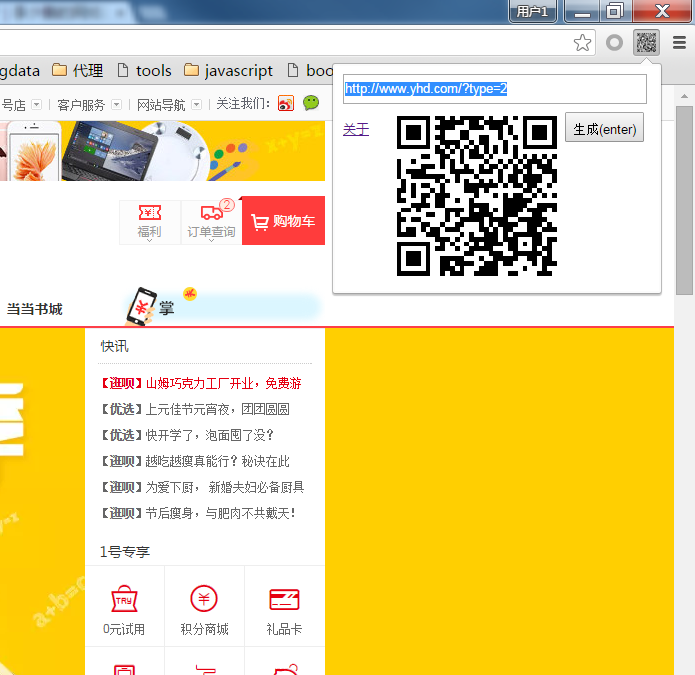 用户1
gdata 代理 tools javascript boo
号店 客户服务 网站导航 关注我们:
http://www.yhd.com/?type=2
关于
生成(enter)
x+y=x
福利
2
订单查询
购物车
当当书城
掌
快讯
【逛呗】山姆巧克力工厂开业,免费游
【优选】上元佳节元宵夜,团团圆圆
【优选】快开学了,泡面囤了没?
【逛呗】越吃越瘦真能行?秘诀在此
【逛呗】为爱下厨, 新婚夫妇必备厨具
【逛呗】节后瘦身,与肥肉不共戴天!
1号专享
TRY
0元试用
积分商城
礼品卡